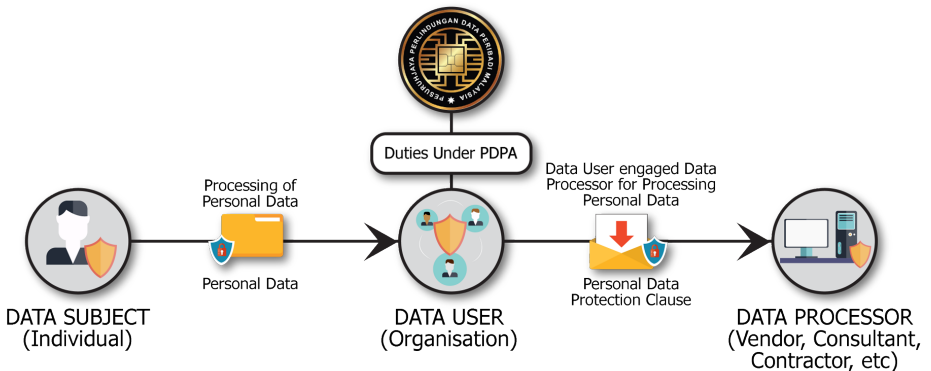 PESURUHJAYA PERLINDUNGAN DATA PERIBADI MALAYSIA
Duties Under PDPA
Processing of
Personal Data
Personal Data
Data User engaged Data
Processor for Processing
Personal Data
Personal Data
Protection Clause
DATA SUBJECT
(Individual)
DATA USER
(Organisation)
DATA PROCESSOR
(Vendor, Consultant,
Contractor, etc)